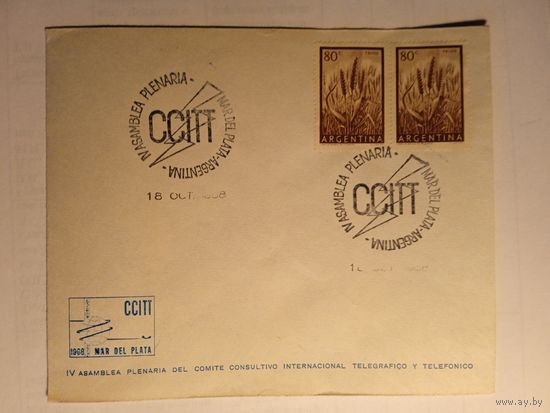 80c TRIGO
ARGENTINA
80c TRIGO
ARGENTINA
IV ASAMBLEA PLENARIA - MAR DEL PLATA - ARGENTINA -
CCITT
18 OCT. 1968
IV ASAMBLEA PLENARIA - MAR DEL PLATA - ARGENTINA -
CCITT
CCITT
1968 MAR DEL PLATA
IV ASAMBLEA PLENARIA DEL COMITE CONSULTIVO INTERNACIONAL TELEGRAFICO Y TELEFONICO
www.ay.by